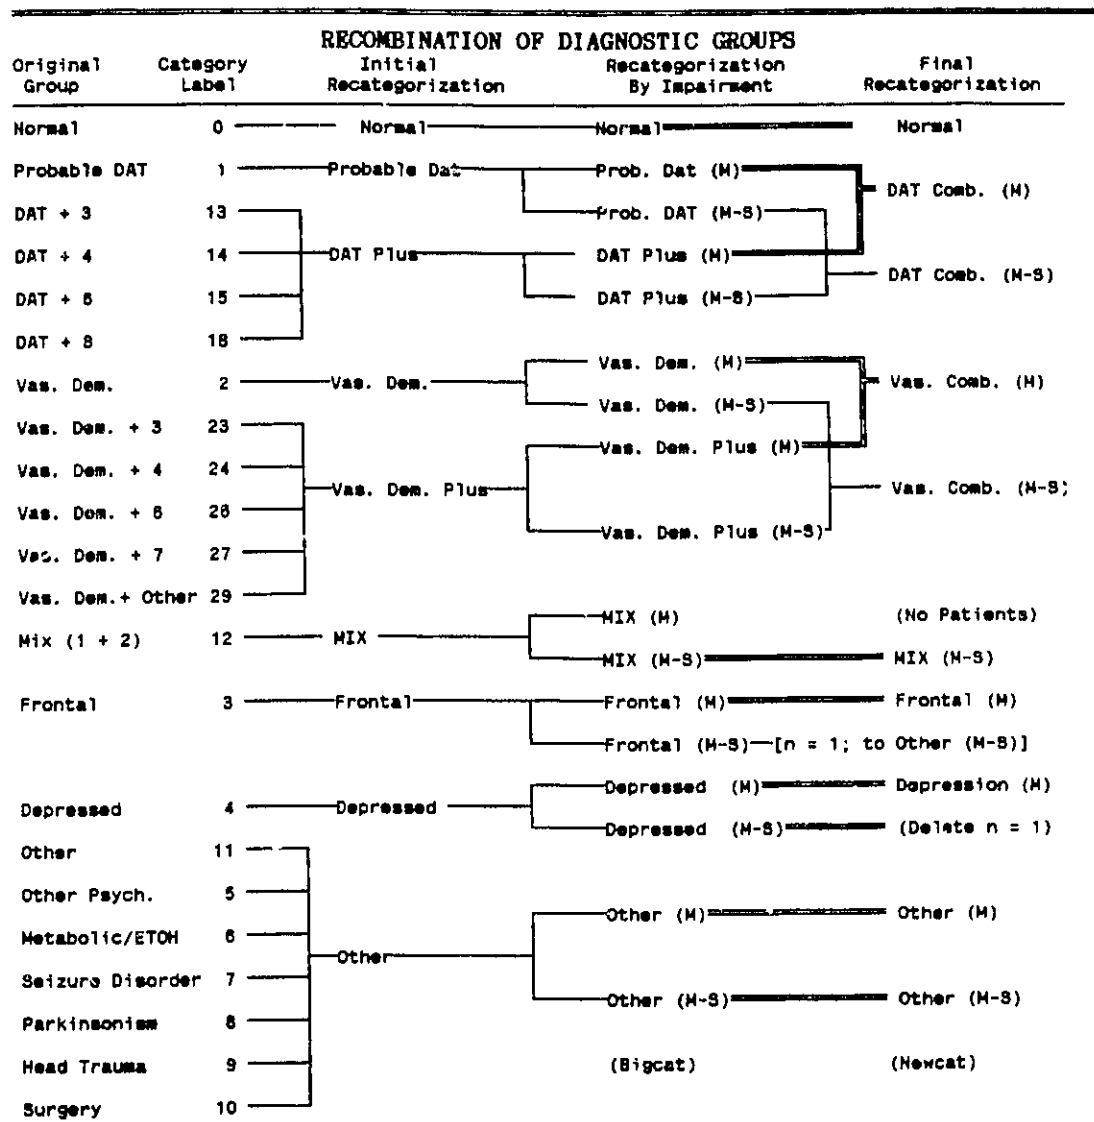 RECOMBINATION OF DIAGNOSTIC GROUPS
Original Group Category Label Initial Recategorization Recategorization By Impairment Final Recategorization
Normal 0 Normal Normal Normal
Probable DAT 1 Probable Dat Prob. Dat (M)
DAT Comb. (M)
DAT + 3 13 Prob. DAT (M-S)
DAT + 4 14 DAT Plus DAT Plus (M)
DAT Comb. (M-S)
DAT + 6 15 DAT Plus (M-S)
DAT + 8 18
Vas. Dem. 2 Vas. Dem. Vas. Dem. (M)
Vas. Comb. (M)
Vas. Dem. (M-S)
Vas. Dem. + 3 23
Vas. Dem. Plus (M)
Vas. Dem. + 4 24
Vas. Dem. Plus Vas. Comb. (M-S)
Vas. Dem. + 6 26
Vas. Dem. Plus (M-S)
Vas. Dem. + 7 27
Vas. Dem.+ Other 29
MIX (M) (No Patients)
Mix (1 + 2) 12 MIX
MIX (M-S) MIX (M-S)
Frontal 3 Frontal Frontal (M) Frontal (M)
Frontal (M-S) [n = 1; to Other (M-S)]
Depressed (M) Depression (M)
Depressed 4 Depressed
Depressed (M-S) (Delete n = 1)
Other 11
Other Psych. 5
Other (M) Other (M)
Metabolic/ETOH 6
Other
Seizure Disorder 7
Other (M-S) Other (M-S)
Parkinsonism 8
Head Trauma 9 (Bigcat) (Newcat)
Surgery 10